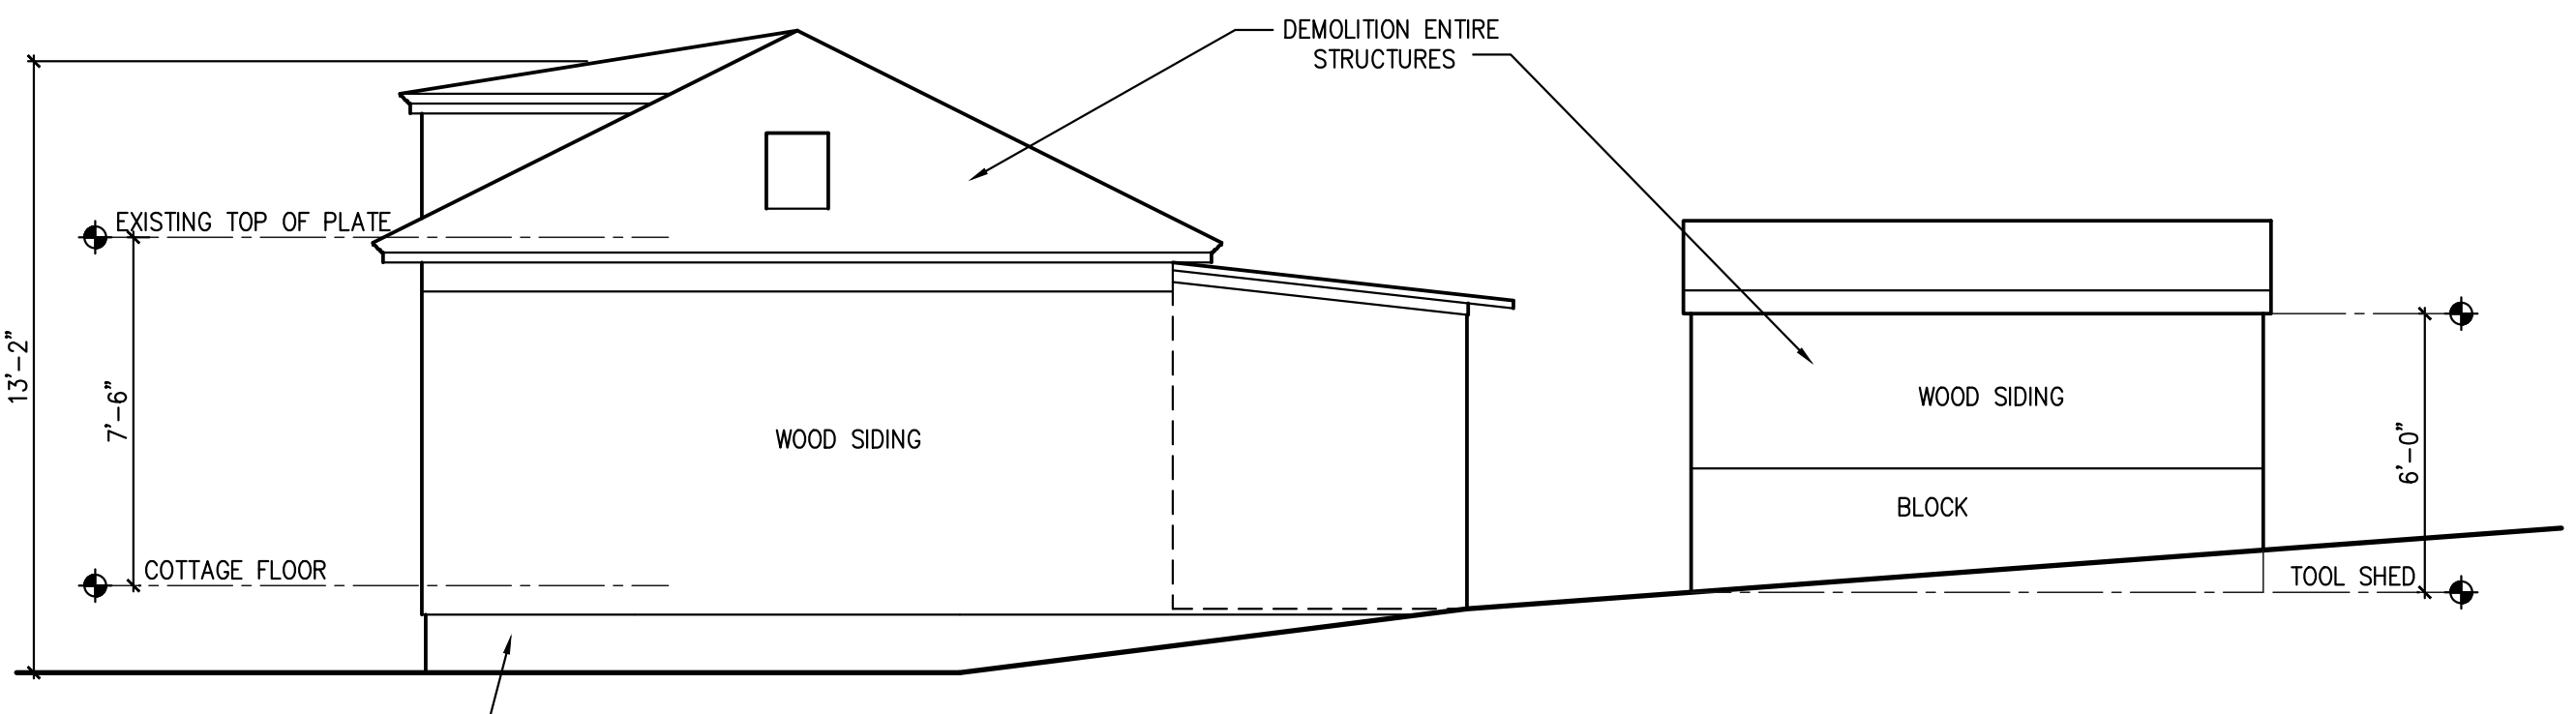 DEMOLITION ENTIRE
STRUCTURES
EXISTING TOP OF PLATE
13'-2"
7'-6"
WOOD SIDING
WOOD SIDING
6'-0"
BLOCK
COTTAGE FLOOR
TOOL SHED